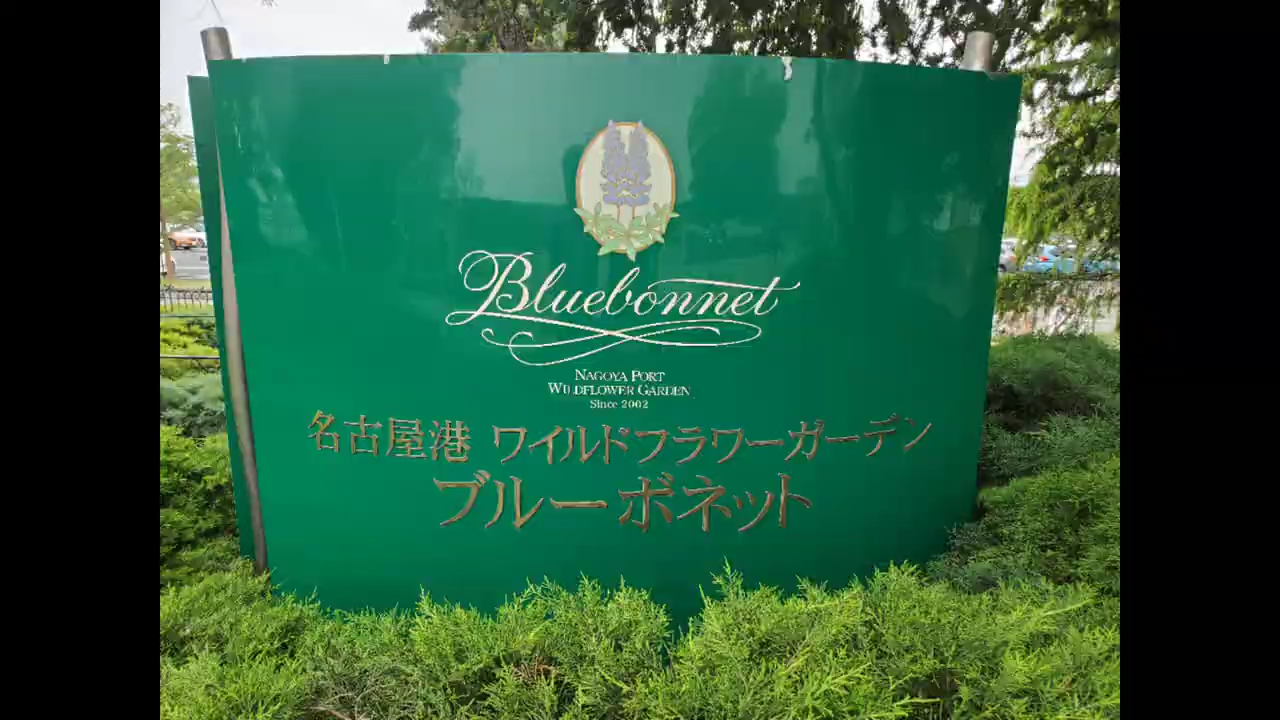 Bluebonnet
NAGOYA PORT
WILDFLOWER GARDEN
Since 2002
名古屋港 ワイルドフラワーガーデン
ブルーボネット